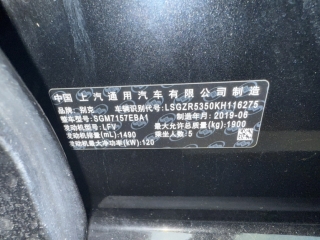 中国 上汽通用汽车有限公司 制造
品牌：别克 车辆识别代号：LSGZR5350KH116275
整车型号：SGM7157EBA1 制造年月：2019-06
发动机型号：LFV 最大允许总质量(kg)：1900
发动机排量(mL)：1490 乘坐人数：5
发动机最大净功率(kW)：120